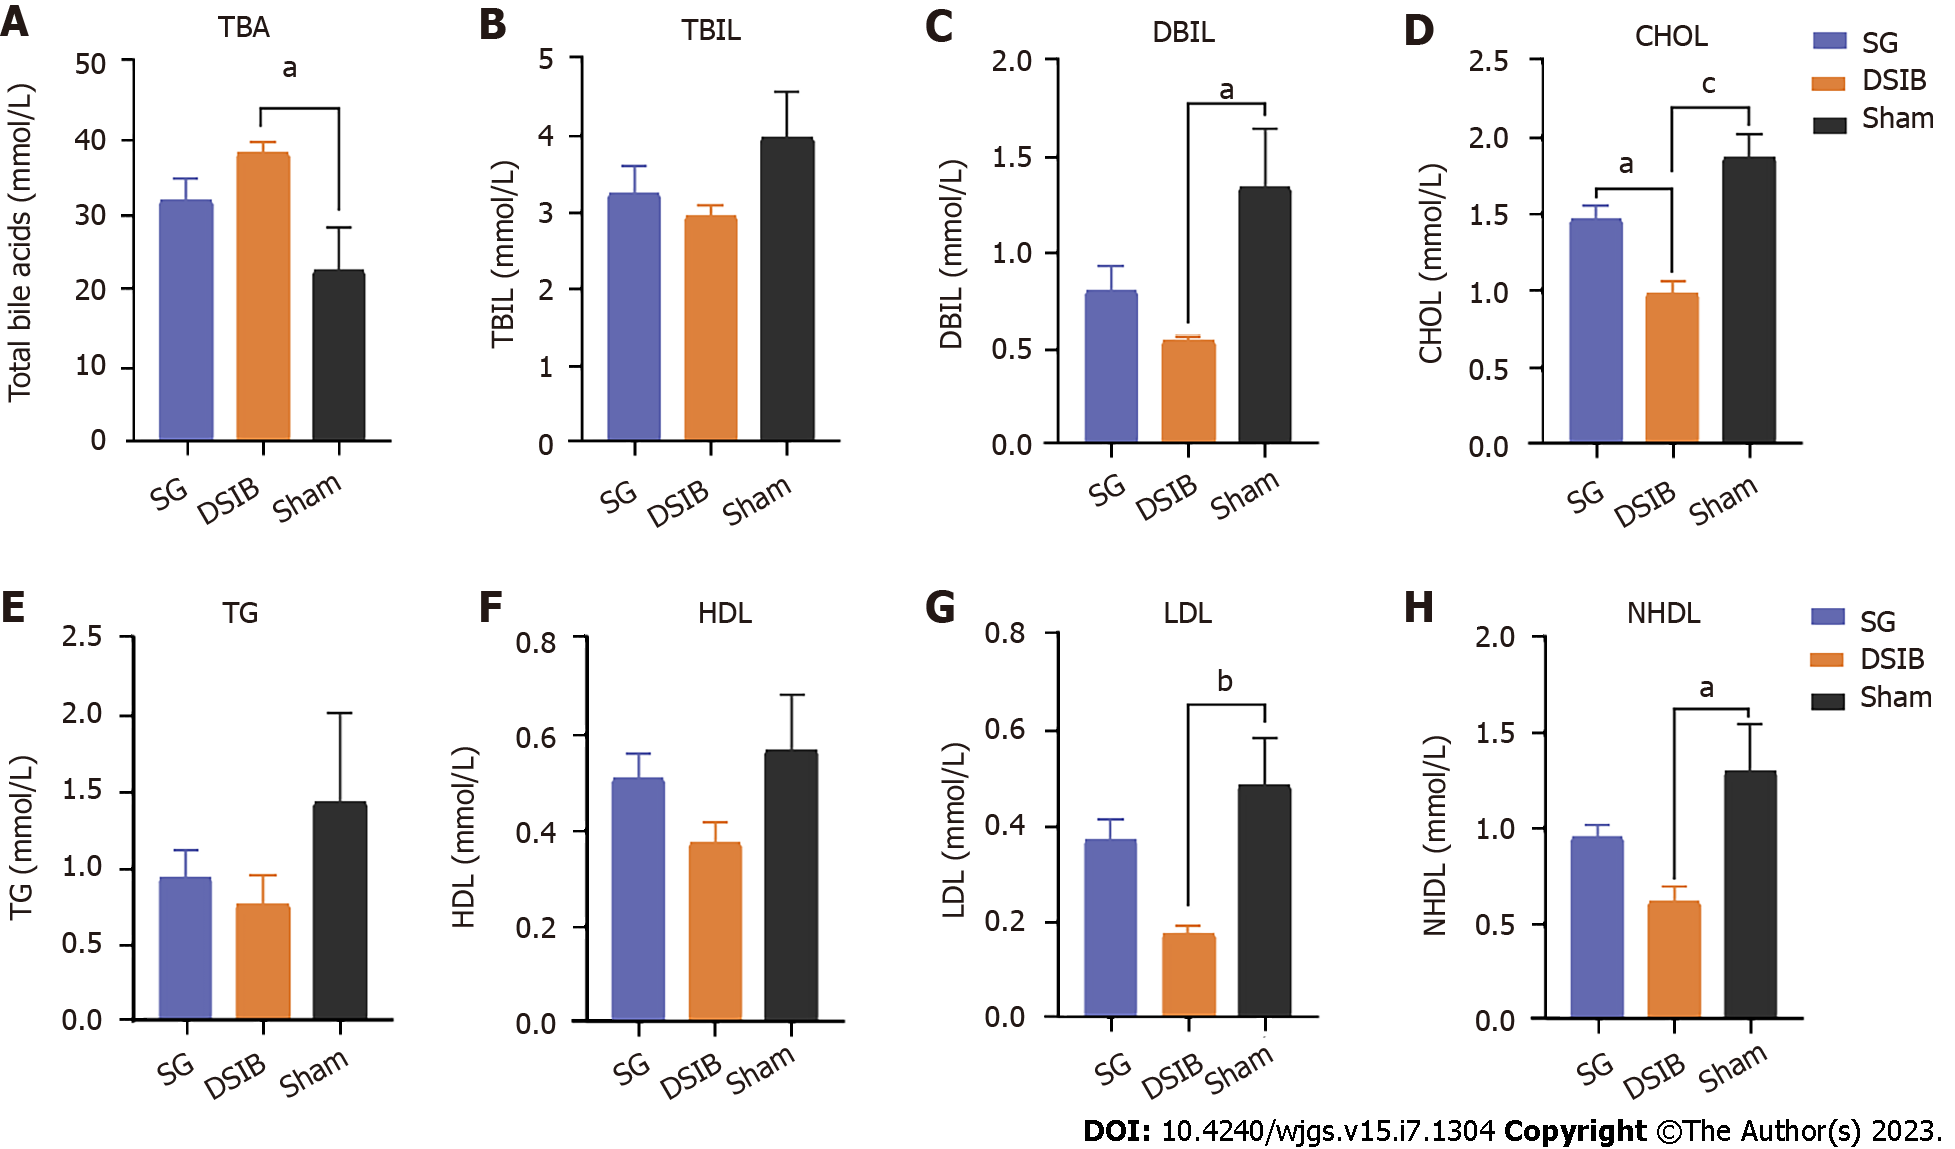 A
TBA
Total bile acids (mmol/L)
50
40
30
20
10
0
a
SG
DSIB
Sham
B
TBIL
TBIL (mmol/L)
5
4
3
2
1
0
SG
DSIB
Sham
C
DBIL
DBIL (mmol/L)
2.0
1.5
1.0
0.5
0.0
a
SG
DSIB
Sham
D
CHOL
CHOL (mmol/L)
2.5
2.0
1.5
1.0
0.5
0.0
a
c
SG
DSIB
Sham
SG
DSIB
Sham
E
TG
TG (mmol/L)
2.5
2.0
1.5
1.0
0.5
0.0
SG
DSIB
Sham
F
HDL
HDL (mmol/L)
0.8
0.6
0.4
0.2
0.0
SG
DSIB
Sham
G
LDL
LDL (mmol/L)
0.8
0.6
0.4
0.2
0.0
b
SG
DSIB
Sham
H
NHDL
NHDL (mmol/L)
2.0
1.5
1.0
0.5
0.0
a
SG
DSIB
Sham
SG
DSIB
Sham
DOI: 10.4240/wjgs.v15.i7.1304 Copyright ©The Author(s) 2023.